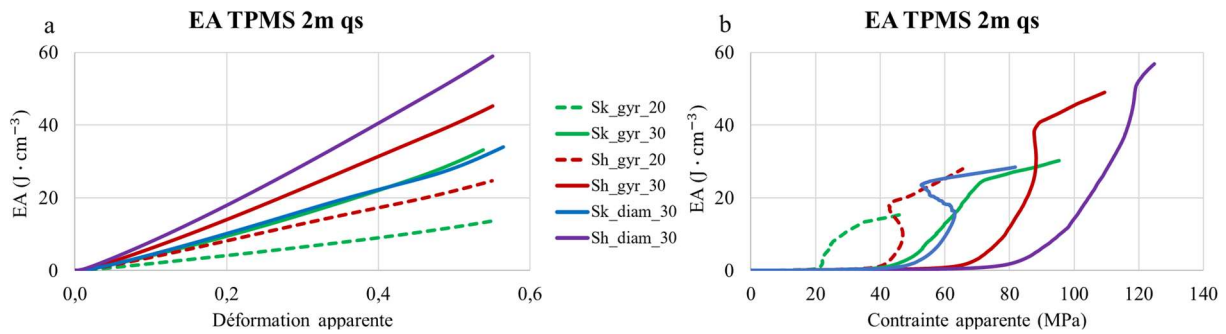 a
EA TPMS 2m qs
60
40
20
0
EA (J · cm⁻³)
0,0
0,2
0,4
0,6
Déformation apparente
Sk_gyr_20
Sk_gyr_30
Sh_gyr_20
Sh_gyr_30
Sk_diam_30
Sh_diam_30
b
EA TPMS 2m qs
60
40
20
0
EA (J · cm⁻³)
0
20
40
60
80
100
120
140
Contrainte apparente (MPa)